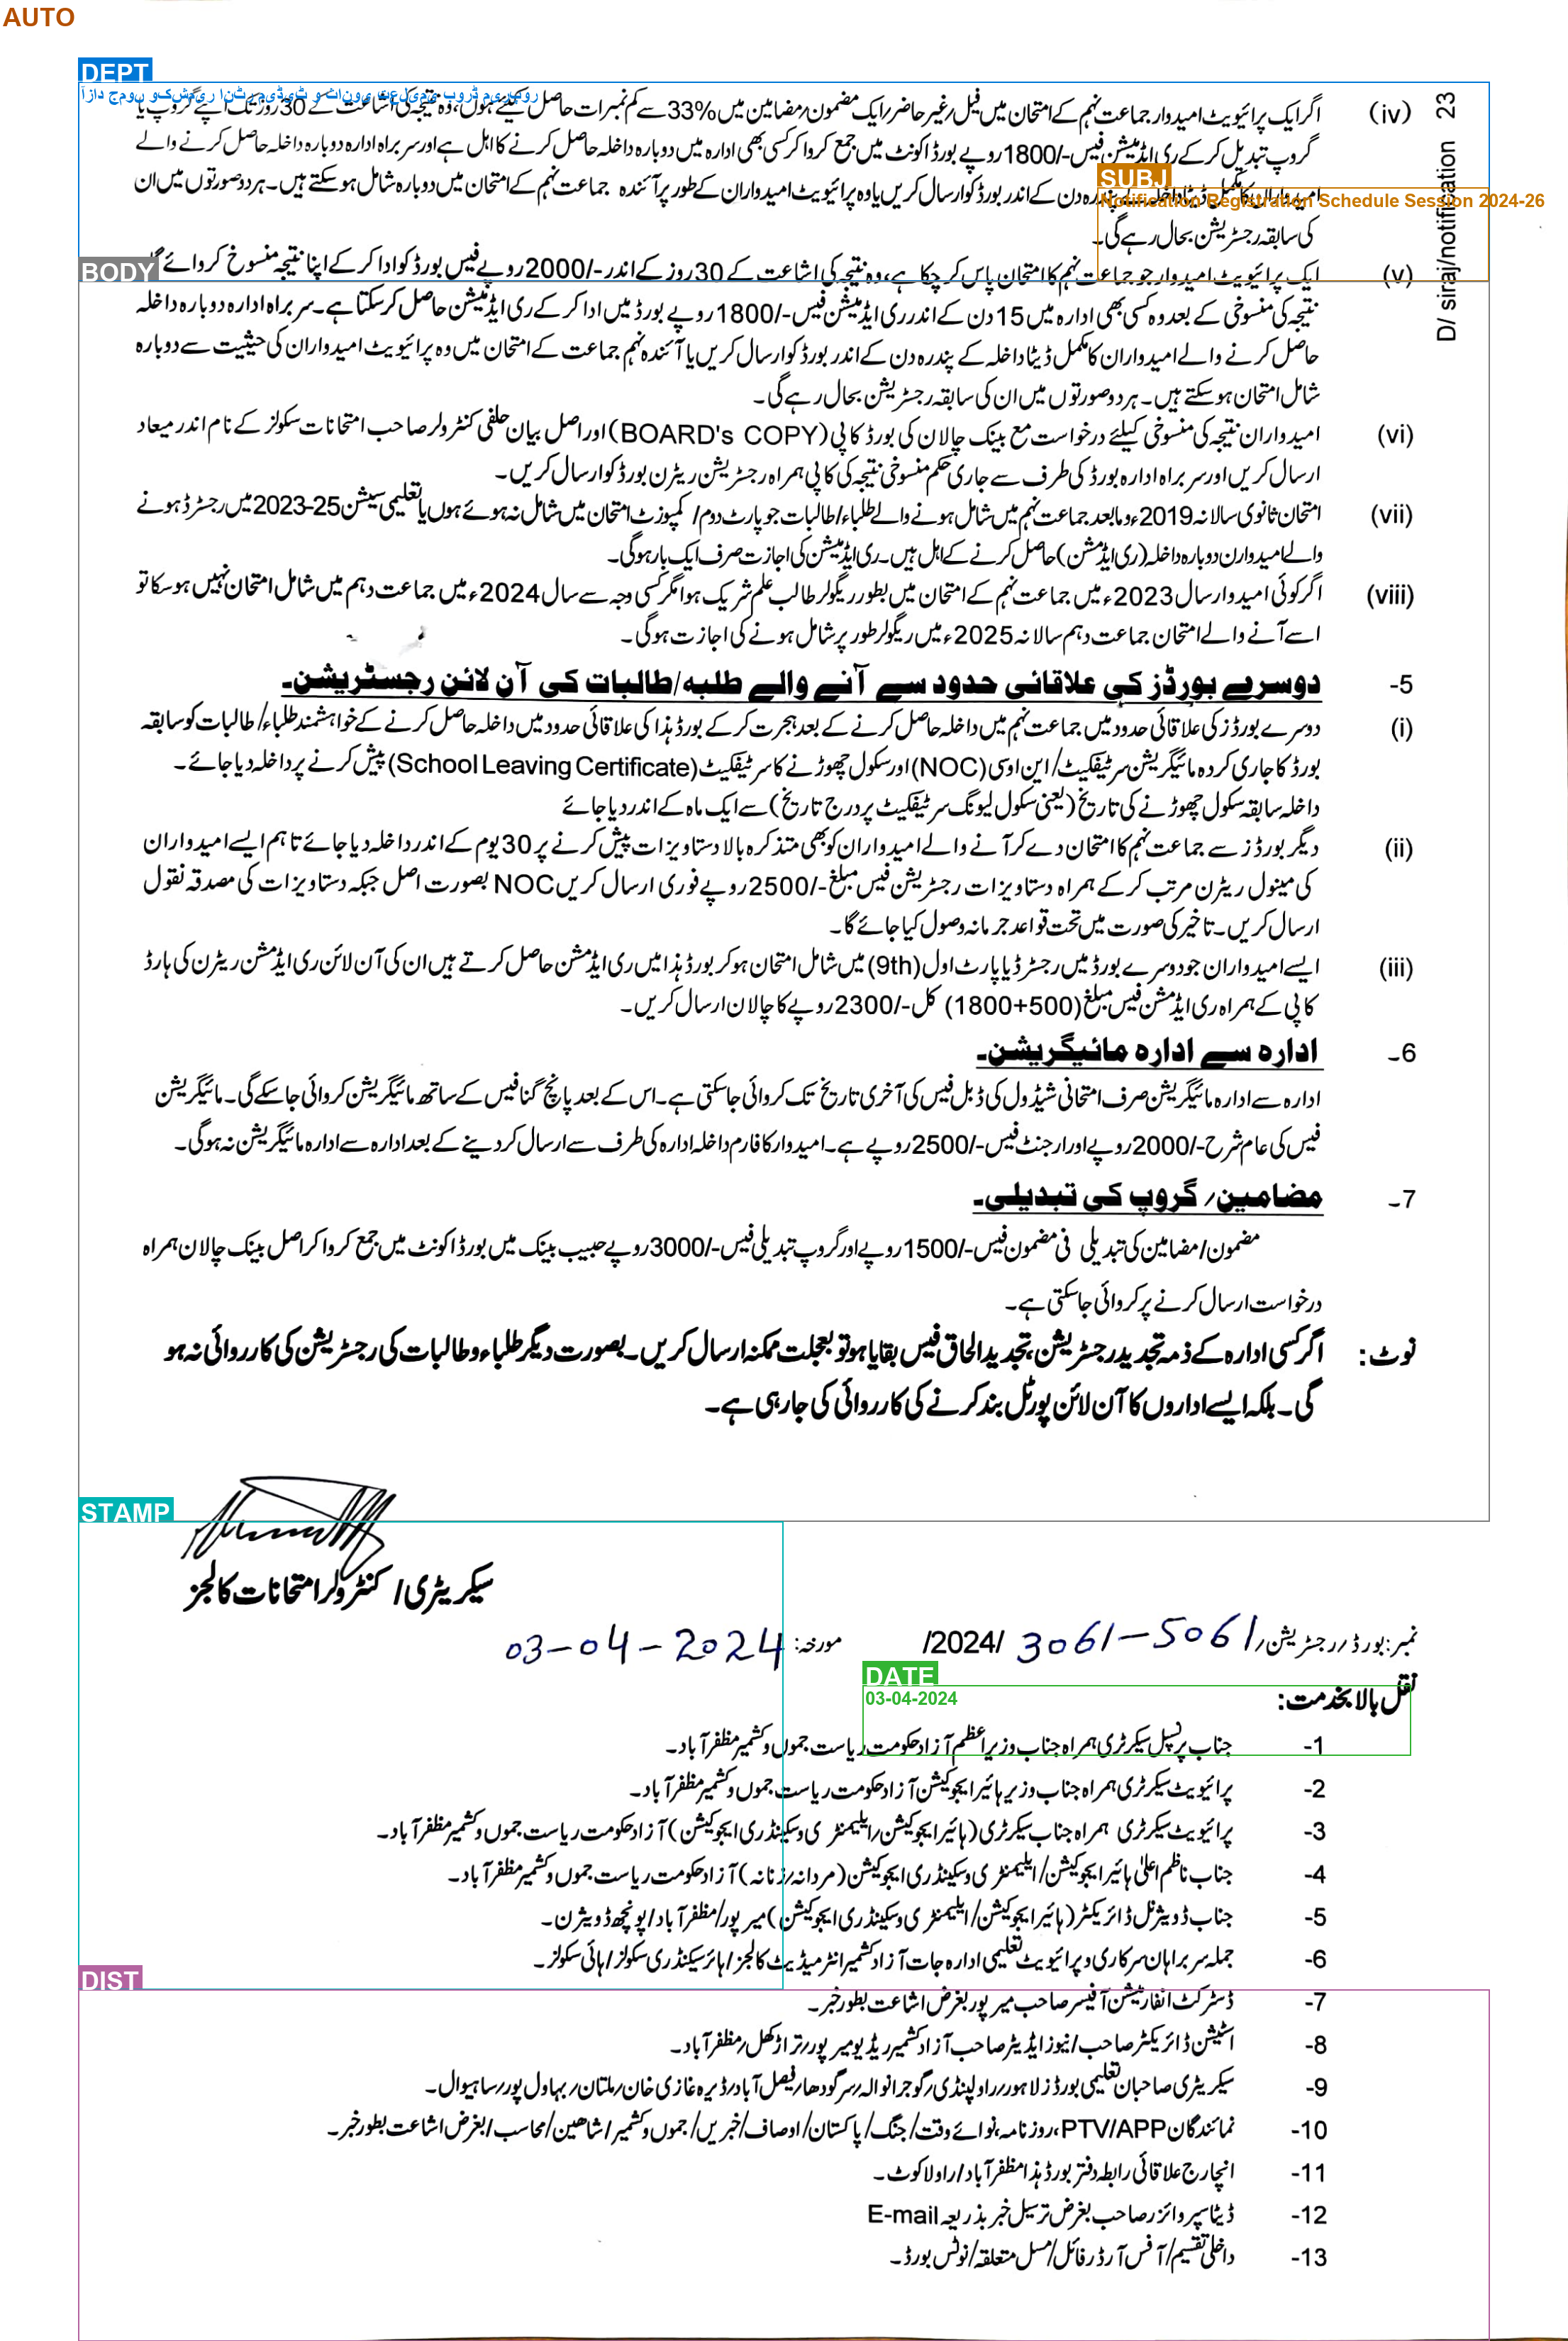 AUTO
DEPT
آزاد جموں و کشمیر انٹرمیڈیٹ و ثانوی تعلیمی بورڈ میرپور
D/ siraj/notification 23
(iv) اگر ایک پرائیویٹ امیدوار جماعت نہم کے امتحان میں فیل/غیر حاضر/ایک مضمون/مضامین میں 33% سے کم نمبرات حاصل کیئے ہوں، وہ نتیجہ کی اشاعت کے 30 روز تک اپنے گروپ یا
گروپ تبدیل کر کے ری ایڈمیشن فیس -/1800 روپے بورڈ اکونٹ میں جمع کروا کر کسی بھی ادارہ میں دوبارہ داخلہ حاصل کرنے کا اہل ہے اور سربراہ ادارہ دوبارہ داخلہ حاصل کرنے والے
SUBJ
Notification Registration Schedule Session 2024-26
امیدواران کا مکمل ڈیٹا داخلہ کے پندرہ دن کے اندر بورڈ کو ارسال کریں یا وہ پرائیویٹ امیدواران کے طور پر آئندہ جماعت نہم کے امتحان میں دوبارہ شامل ہو سکتے ہیں۔ ہر دو صورتوں میں ان
کی سابقہ رجسٹریشن بحال رہے گی۔
BODY
(v) ایک پرائیویٹ امیدوار جو جماعت نہم کا امتحان پاس کر چکا ہے، وہ نتیجہ کی اشاعت کے 30 روز کے اندر -/2000 روپے فیس بورڈ کو ادا کر کے اپنا نتیجہ منسوخ کروائے گا۔
نتیجہ کی منسوخی کے بعد وہ کسی بھی ادارہ میں 15 دن کے اندر ری ایڈمیشن فیس -/1800 روپے بورڈ میں ادا کر کے ری ایڈمیشن حاصل کر سکتا ہے۔ سربراہ ادارہ دوبارہ داخلہ
حاصل کرنے والے امیدواران کا مکمل ڈیٹا داخلہ کے پندرہ دن کے اندر بورڈ کو ارسال کریں یا آئندہ نہم جماعت کے امتحان میں وہ پرائیویٹ امیدواران کی حیثیت سے دوبارہ
شامل امتحان ہو سکتے ہیں۔ ہر دو صورتوں میں ان کی سابقہ رجسٹریشن بحال رہے گی۔
(vi) امیدواران نتیجہ کی منسوخی کیلئے درخواست مع بینک چالان کی بورڈ کاپی (BOARD's COPY) اور اصل بیان حلفی کنٹرولر صاحب امتحانات سکولز کے نام اندر میعاد
ارسال کریں اور سربراہ ادارہ بورڈ کی طرف سے جاری حکم منسوخی نتیجہ کی کاپی ہمراہ رجسٹریشن ریٹرن بورڈ کو ارسال کریں۔
(vii) امتحان ثانوی سالانہ 2019ء و مابعد جماعت نہم میں شامل ہونے والے طلباء/طالبات جو پارٹ دوم/ کمپوزٹ امتحان میں شامل نہ ہوئے ہوں یا تعلیمی سیشن 25-2023 میں رجسٹرڈ ہونے
والے امیدواران دوبارہ داخلہ (ری ایڈمشن) حاصل کرنے کے اہل ہیں۔ ری ایڈمیشن کی اجازت صرف ایک بار ہوگی۔
(viii) اگر کوئی امیدوار سال 2023ء میں جماعت نہم کے امتحان میں بطور ریگولر طالب علم شریک ہوا مگر کسی وجہ سے سال 2024ء میں جماعت دہم میں شامل امتحان نہیں ہو سکا تو
اسے آنے والے امتحان جماعت دہم سالانہ 2025ء میں ریگولر طور پر شامل ہونے کی اجازت ہوگی۔
-5 دوسرے بورڈز کی علاقائی حدود سے آنے والے طلبہ/طالبات کی آن لائن رجسٹریشن۔
(i) دوسرے بورڈز کی علاقائی حدود میں جماعت نہم میں داخلہ حاصل کرنے کے بعد ہجرت کر کے بورڈ ہذا کی علاقائی حدود میں داخلہ حاصل کرنے کے خواہشمند طلباء/ طالبات کو سابقہ
بورڈ کا جاری کردہ مائیگریشن سرٹیفکیٹ/ این او سی (NOC) اور سکول چھوڑنے کا سرٹیفکیٹ (School Leaving Certificate) پیش کرنے پر داخلہ دیا جائے۔
داخلہ سابقہ سکول چھوڑنے کی تاریخ (یعنی سکول لیونگ سرٹیفکیٹ پر درج تاریخ) سے ایک ماہ کے اندر دیا جائے
(ii) دیگر بورڈز سے جماعت نہم کا امتحان دے کر آنے والے امیدواران کو بھی متذکرہ بالا دستاویزات پیش کرنے پر 30 یوم کے اندر داخلہ دیا جائے تاہم ایسے امیدواران
کی مینول ریٹرن مرتب کر کے ہمراہ دستاویزات رجسٹریشن فیس مبلغ -/2500 روپے فوری ارسال کریں NOC بصورت اصل جبکہ دستاویزات کی مصدقہ نقول
ارسال کریں۔ تاخیر کی صورت میں تحت قواعد جرمانہ وصول کیا جائے گا۔
(iii) ایسے امیدواران جو دوسرے بورڈ میں رجسٹرڈ یا پارٹ اول (9th) میں شامل امتحان ہو کر بورڈ ہذا میں ری ایڈمشن حاصل کرتے ہیں ان کی آن لائن ری ایڈمشن ریٹرن کی ہارڈ
کاپی کے ہمراہ ری ایڈمشن فیس مبلغ (1800+500) کل -/2300 روپے کا چالان ارسال کریں۔
6۔ ادارہ سے ادارہ مائیگریشن۔
ادارہ سے ادارہ مائیگریشن صرف امتحانی شیڈول کی ڈبل فیس کی آخری تاریخ تک کروائی جا سکتی ہے۔ اس کے بعد پانچ گنا فیس کے ساتھ مائیگریشن کروائی جا سکے گی۔ مائیگریشن
فیس کی عام شرح -/2000 روپے اور ارجنٹ فیس -/2500 روپے ہے۔ امیدوار کا فارم داخلہ ادارہ کی طرف سے ارسال کر دینے کے بعد ادارہ سے ادارہ مائیگریشن نہ ہوگی۔
7۔ مضامین/ گروپ کی تبدیلی۔
مضمون/ مضامین کی تبدیلی فی مضمون فیس -/1500 روپے اور گروپ تبدیلی فیس -/3000 روپے حبیب بینک میں بورڈ اکونٹ میں جمع کروا کر اصل بینک چالان ہمراہ
درخواست ارسال کرنے پر کروائی جا سکتی ہے۔
نوٹ: اگر کسی ادارہ کے ذمہ تجدید رجسٹریشن، تجدید الحاق فیس بقایا ہو تو بعجلت ممکنہ ارسال کریں۔ بصورت دیگر طلباء و طالبات کی رجسٹریشن کی کارروائی نہ ہو
گی۔ بلکہ ایسے اداروں کا آن لائن پورٹل بند کرنے کی کارروائی کی جا رہی ہے۔
STAMP
سیکریٹری/ کنٹرولر امتحانات کالجز
نمبر: بورڈ/رجسٹریشن/ 3061-5061 /2024/ مورخہ: 03-04-2024
DATE
03-04-2024
نقل بالا بخدمت:
-1 جناب پرنسپل سیکرٹری ہمراہ جناب وزیراعظم آزاد حکومت ریاست جموں و کشمیر مظفرآباد۔
-2 پرائیویٹ سیکرٹری ہمراہ جناب وزیر ہائیر ایجوکیشن آزاد حکومت ریاست جموں و کشمیر مظفرآباد۔
-3 پرائیویٹ سیکرٹری ہمراہ جناب سیکرٹری (ہائیر ایجوکیشن/ایلیمنٹری و سکینڈری ایجوکیشن) آزاد حکومت ریاست جموں و کشمیر مظفرآباد۔
-4 جناب ناظم اعلیٰ ہائیر ایجوکیشن/ ایلیمنٹری و سکینڈری ایجوکیشن (مردانہ/زنانہ) آزاد حکومت ریاست جموں و کشمیر مظفرآباد۔
-5 جناب ڈویژنل ڈائریکٹر (ہائیر ایجوکیشن/ ایلیمنٹری و سکینڈری ایجوکیشن) میرپور/ مظفرآباد/ پونچھ ڈویژن۔
-6 جملہ سربراہان سرکاری و پرائیویٹ تعلیمی ادارہ جات آزاد کشمیر انٹرمیڈیٹ کالجز/ ہائر سیکنڈری سکولز/ ہائی سکولز۔
DIST
-7 ڈسٹرکٹ انفارمیشن آفیسر صاحب میرپور بغرض اشاعت بطور خبر۔
-8 اسٹیشن ڈائریکٹر صاحب/ نیوز ایڈیٹر صاحب آزاد کشمیر ریڈیو میرپور/تراڑکھل/مظفرآباد۔
-9 سیکریٹری صاحبان تعلیمی بورڈز لاہور/راولپنڈی/گوجرانوالہ/سرگودھا/فیصل آباد/ڈیرہ غازی خان/ملتان/بہاولپور/ساہیوال۔
-10 نمائندگان PTV/APP، روزنامہ، نوائے وقت/ جنگ/ پاکستان/ اوصاف/ خبریں/ جموں و کشمیر/ شاھین/ محاسب/ بغرض اشاعت بطور خبر۔
-11 انچارج علاقائی رابطہ دفتر بورڈ ہذا مظفرآباد/ راولاکوٹ۔
-12 ڈیٹا سپروائزر صاحب بغرض ترسیل خبر بذریعہ E-mail
-13 داخلی تقسیم/ آفس آرڈر فائل/ مسل متعلقہ/ نوٹس بورڈ۔